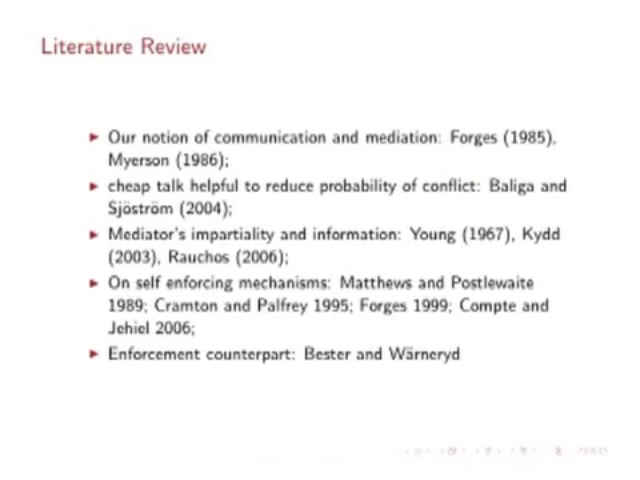 Literature Review
Our notion of communication and mediation: Forges (1985),
Myerson (1986);
cheap talk helpful to reduce probability of conflict: Baliga and
Sjöström (2004);
Mediator's impartiality and information: Young (1967), Kydd
(2003), Rauchos (2006);
On self enforcing mechanisms: Matthews and Postlewaite
1989; Cramton and Palfrey 1995; Forges 1999; Compte and
Jehiel 2006;
Enforcement counterpart: Bester and Wärneryd